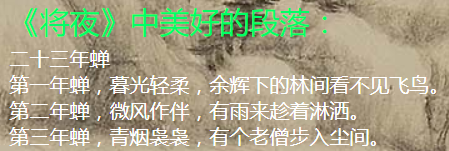 《将夜》中美好的段落：
二十三年蝉
第一年蝉，暮光轻柔，余辉下的林间看不见飞鸟。
第二年蝉，微风作伴，有雨来趁着淋洒。
第三年蝉，青烟袅袅，有个老僧步入尘间。